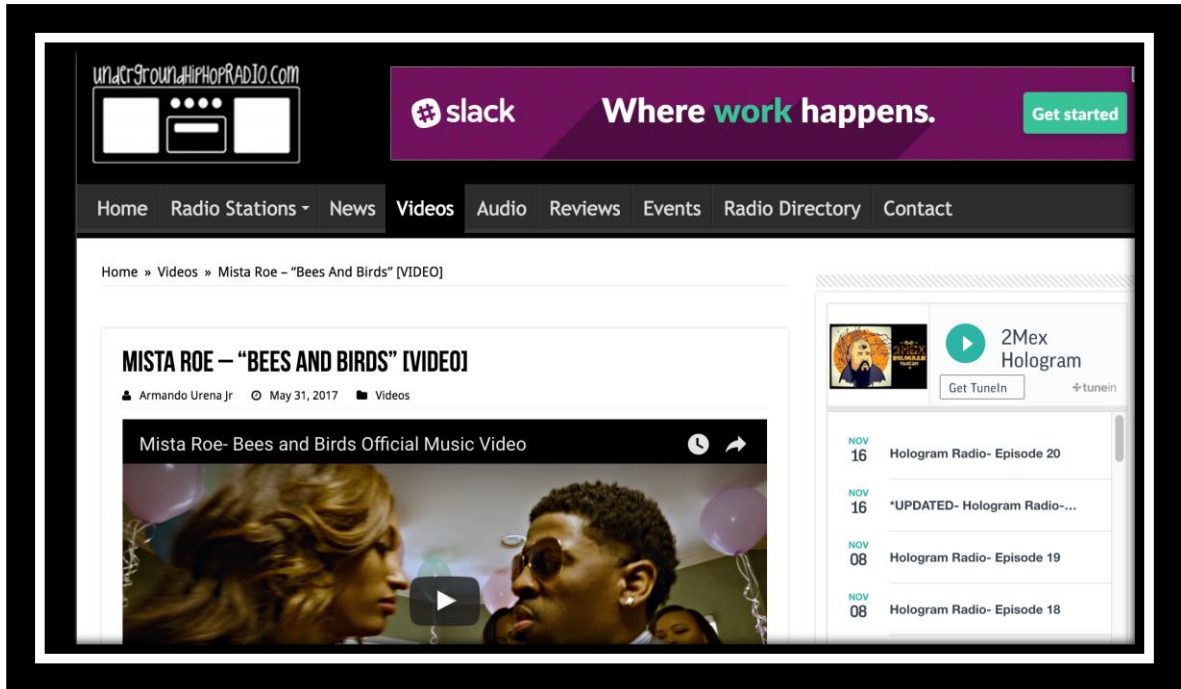 undergroundHipHopRADIO.com
slack
Where work happens.
Get started
Home Radio Stations News Videos Audio Reviews Events Radio Directory Contact
Home » Videos » Mista Roe – “Bees And Birds” [VIDEO]
MISTA ROE – “BEES AND BIRDS” [VIDEO]
Armando Urena Jr May 31, 2017 Videos
Mista Roe- Bees and Birds Official Music Video
2Mex
Hologram
Get TuneIn
tunein
NOV
16 Hologram Radio- Episode 20
NOV
16 *UPDATED- Hologram Radio-...
NOV
08 Hologram Radio- Episode 19
NOV
08 Hologram Radio- Episode 18